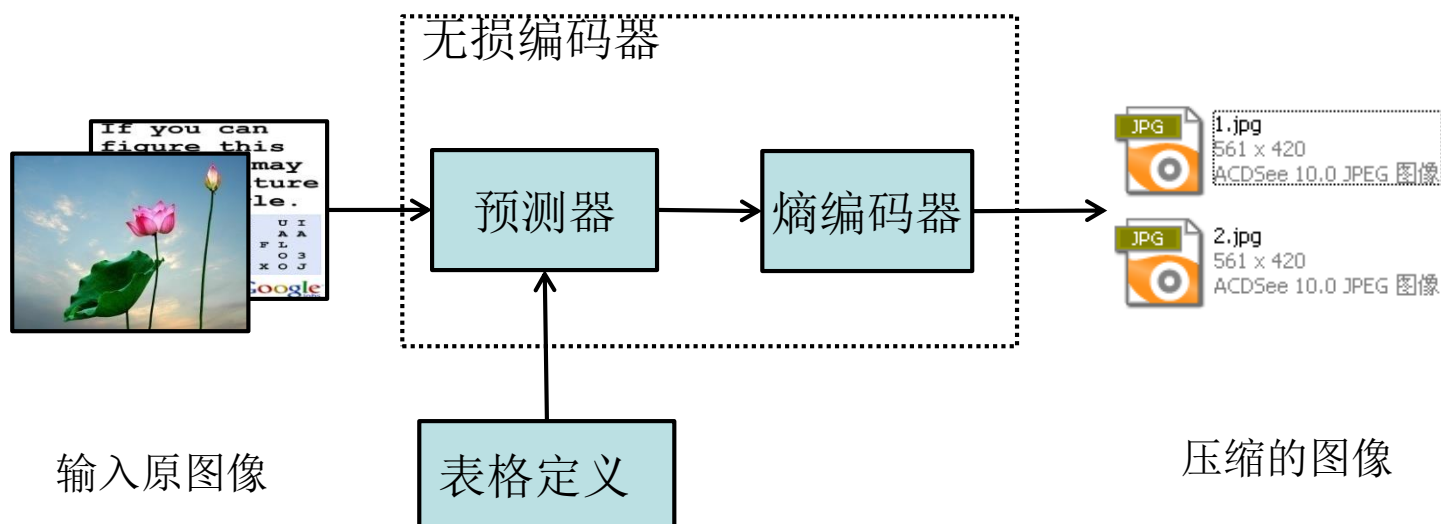 无损编码器
If you can
figure this
may
ture
le.
U I
A A
F L
O 3
X O J
Google
预测器
熵编码器
JPG
1.jpg
561 x 420
ACDSee 10.0 JPEG 图像
JPG
2.jpg
561 x 420
ACDSee 10.0 JPEG 图像
输入原图像
表格定义
压缩的图像